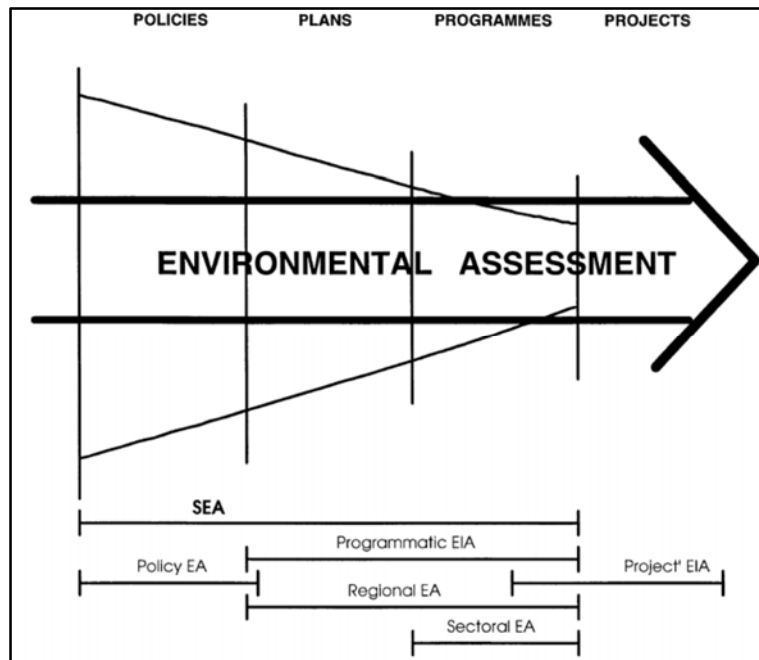 POLICIES PLANS PROGRAMMES PROJECTS
ENVIRONMENTAL ASSESSMENT
SEA
Programmatic EIA
Policy EA Project' EIA
Regional EA
Sectoral EA